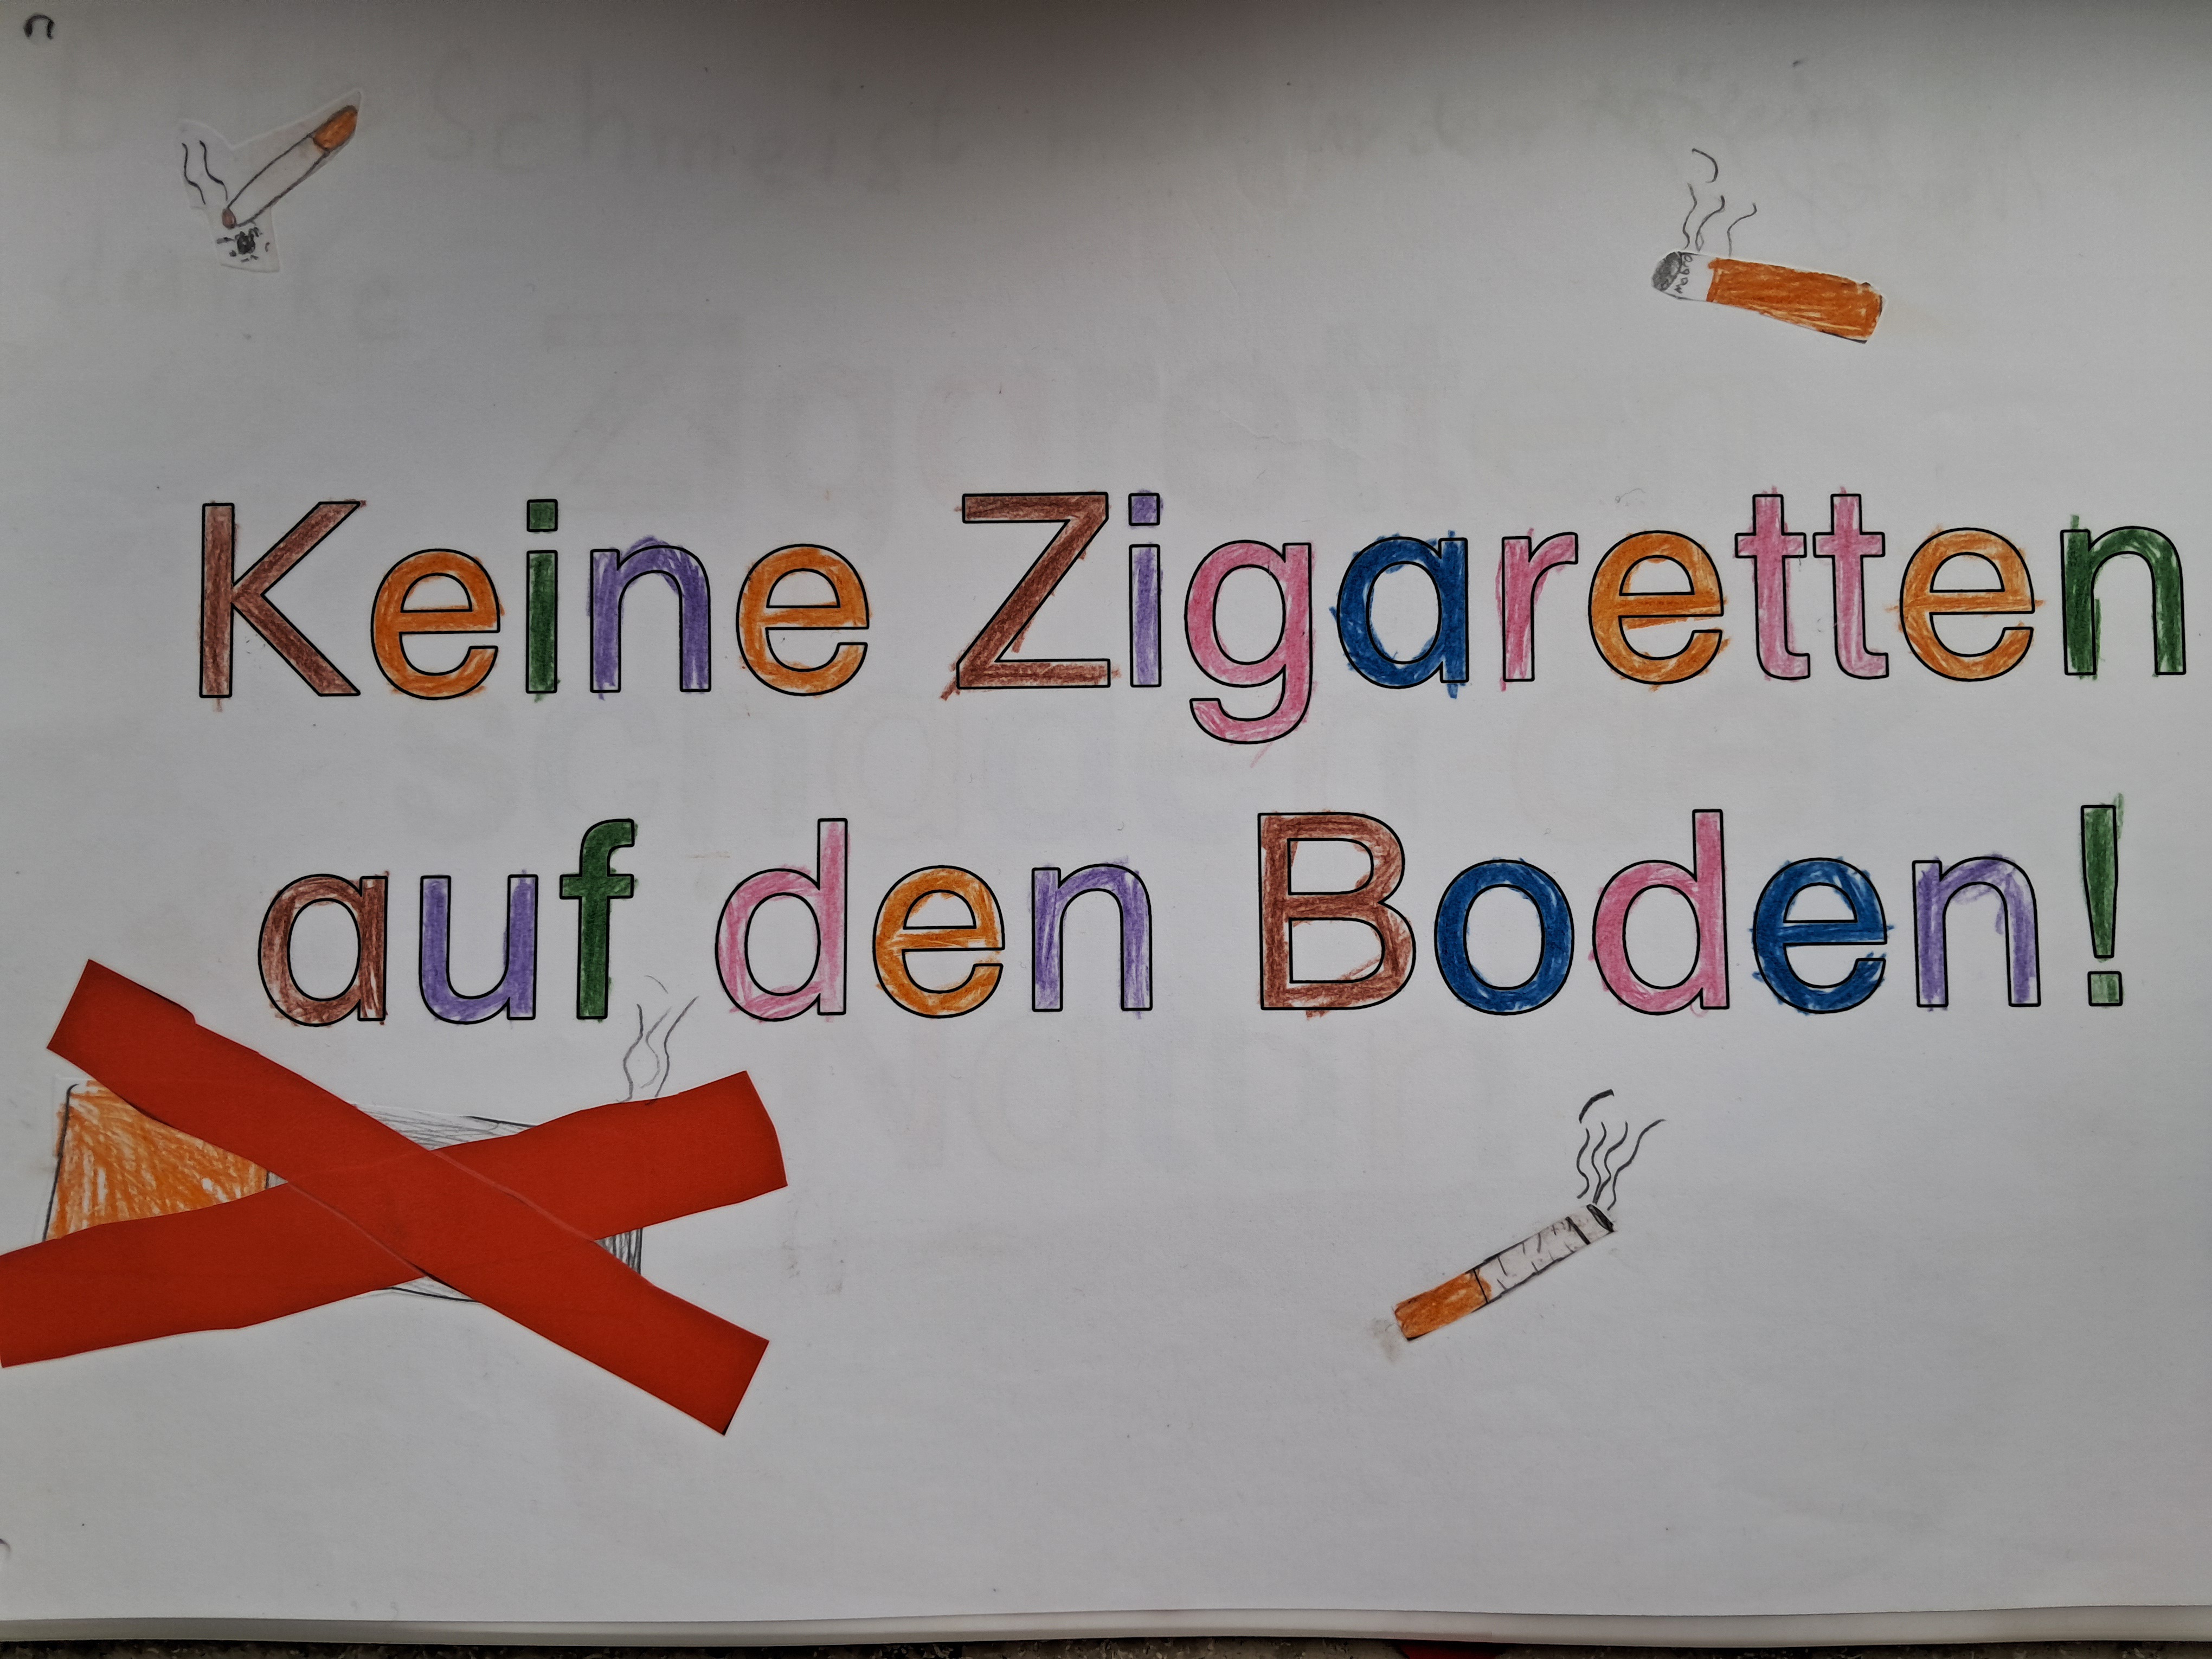 Keine Zigaretten
auf den Boden!